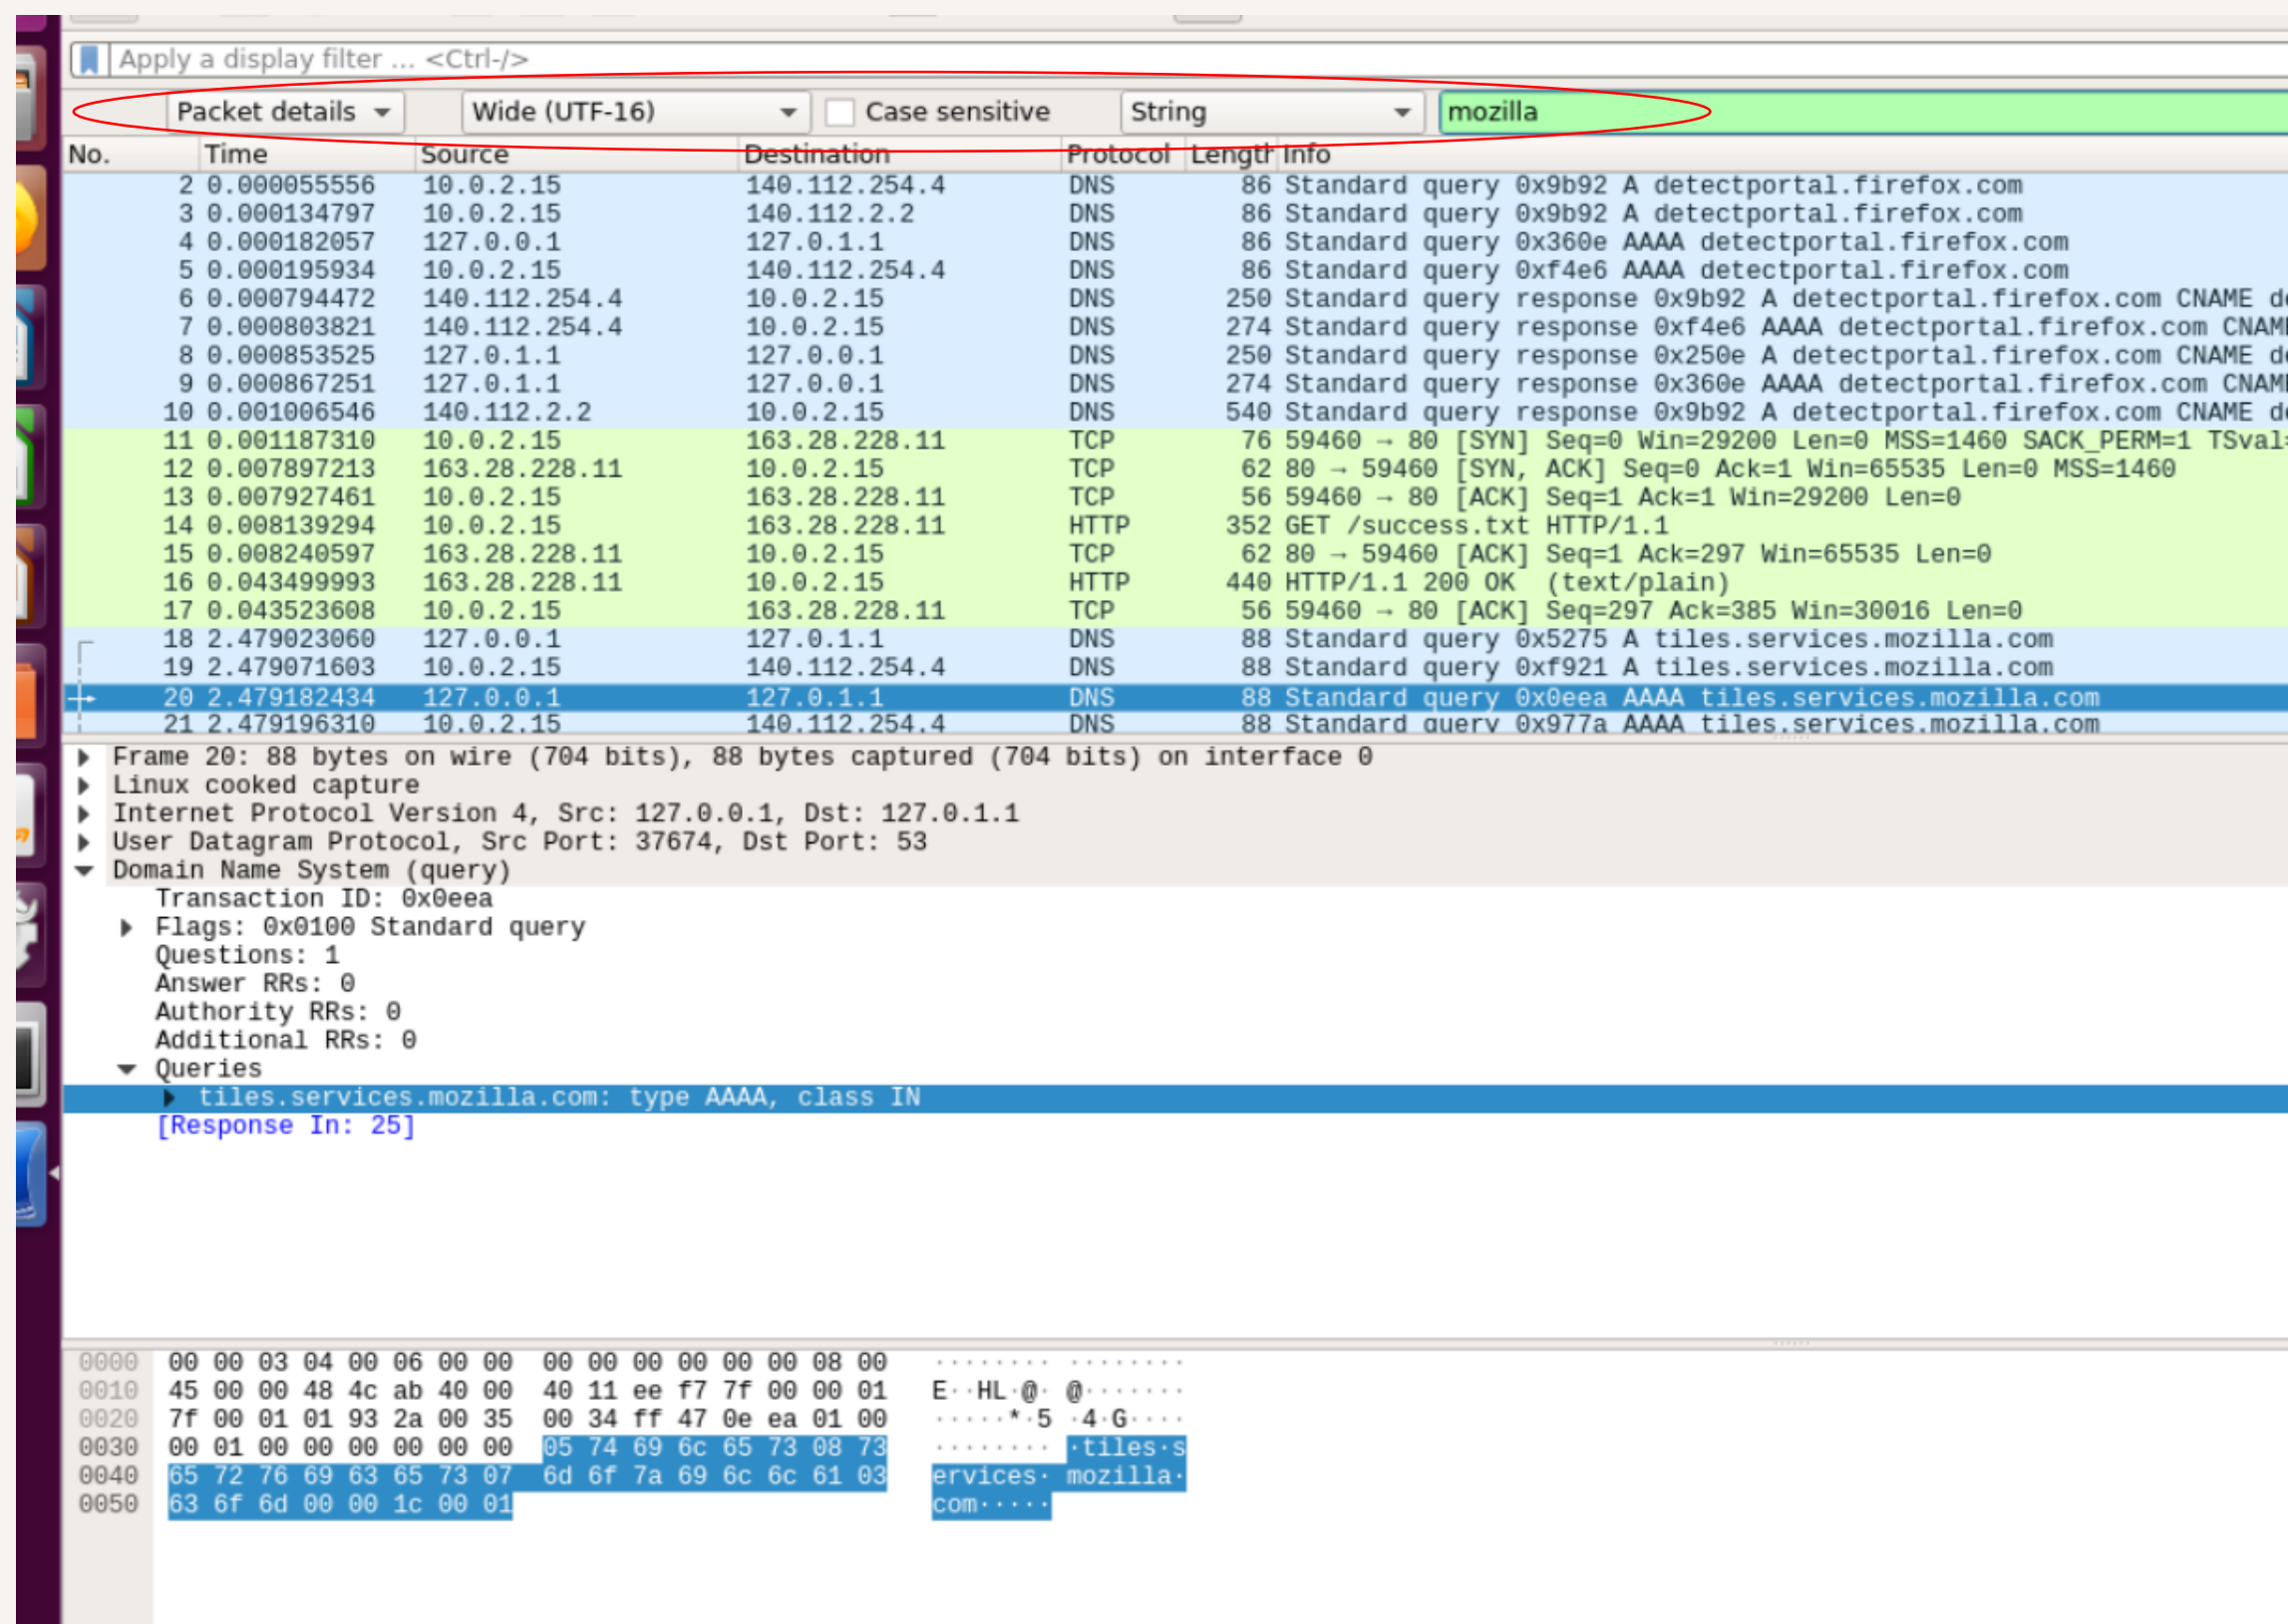 Apply a display filter ... <Ctrl-/>
Packet details Wide (UTF-16) Case sensitive String mozilla
No. Time Source Destination Protocol Length Info
2 0.000055556 10.0.2.15 140.112.254.4 DNS 86 Standard query 0x9b92 A detectportal.firefox.com
3 0.000134797 10.0.2.15 140.112.2.2 DNS 86 Standard query 0x9b92 A detectportal.firefox.com
4 0.000182057 127.0.0.1 127.0.1.1 DNS 86 Standard query 0x360e AAAA detectportal.firefox.com
5 0.000195934 10.0.2.15 140.112.254.4 DNS 86 Standard query 0xf4e6 AAAA detectportal.firefox.com
6 0.000794472 140.112.254.4 10.0.2.15 DNS 250 Standard query response 0x9b92 A detectportal.firefox.com CNAME de
7 0.000803821 140.112.254.4 10.0.2.15 DNS 274 Standard query response 0xf4e6 AAAA detectportal.firefox.com CNAME
8 0.000853525 127.0.1.1 127.0.0.1 DNS 250 Standard query response 0x250e A detectportal.firefox.com CNAME de
9 0.000867251 127.0.1.1 127.0.0.1 DNS 274 Standard query response 0x360e AAAA detectportal.firefox.com CNAME
10 0.001006546 140.112.2.2 10.0.2.15 DNS 540 Standard query response 0x9b92 A detectportal.firefox.com CNAME de
11 0.001187310 10.0.2.15 163.28.228.11 TCP 76 59460 → 80 [SYN] Seq=0 Win=29200 Len=0 MSS=1460 SACK_PERM=1 TSval=
12 0.007897213 163.28.228.11 10.0.2.15 TCP 62 80 → 59460 [SYN, ACK] Seq=0 Ack=1 Win=65535 Len=0 MSS=1460
13 0.007927461 10.0.2.15 163.28.228.11 TCP 56 59460 → 80 [ACK] Seq=1 Ack=1 Win=29200 Len=0
14 0.008139294 10.0.2.15 163.28.228.11 HTTP 352 GET /success.txt HTTP/1.1
15 0.008240597 163.28.228.11 10.0.2.15 TCP 62 80 → 59460 [ACK] Seq=1 Ack=297 Win=65535 Len=0
16 0.043499993 163.28.228.11 10.0.2.15 HTTP 440 HTTP/1.1 200 OK (text/plain)
17 0.043523608 10.0.2.15 163.28.228.11 TCP 56 59460 → 80 [ACK] Seq=297 Ack=385 Win=30016 Len=0
18 2.479023060 127.0.0.1 127.0.1.1 DNS 88 Standard query 0x5275 A tiles.services.mozilla.com
19 2.479071603 10.0.2.15 140.112.254.4 DNS 88 Standard query 0xf921 A tiles.services.mozilla.com
20 2.479182434 127.0.0.1 127.0.1.1 DNS 88 Standard query 0x0eea AAAA tiles.services.mozilla.com
21 2.479196310 10.0.2.15 140.112.254.4 DNS 88 Standard query 0x977a AAAA tiles.services.mozilla.com
Frame 20: 88 bytes on wire (704 bits), 88 bytes captured (704 bits) on interface 0
Linux cooked capture
Internet Protocol Version 4, Src: 127.0.0.1, Dst: 127.0.1.1
User Datagram Protocol, Src Port: 37674, Dst Port: 53
Domain Name System (query)
Transaction ID: 0x0eea
Flags: 0x0100 Standard query
Questions: 1
Answer RRs: 0
Authority RRs: 0
Additional RRs: 0
Queries
tiles.services.mozilla.com: type AAAA, class IN
[Response In: 25]
0000 00 00 03 04 00 06 00 00 00 00 00 00 00 00 08 00 ········ ········
0010 45 00 00 48 4c ab 40 00 40 11 ee f7 7f 00 00 01 E··HL·@· @·······
0020 7f 00 01 01 93 2a 00 35 00 34 ff 47 0e ea 01 00 ·····*·5 ·4·G····
0030 00 01 00 00 00 00 00 00 05 74 69 6c 65 73 08 73 ········ ·tiles·s
0040 65 72 76 69 63 65 73 07 6d 6f 7a 69 6c 6c 61 03 ervices· mozilla·
0050 63 6f 6d 00 00 1c 00 01 com·····